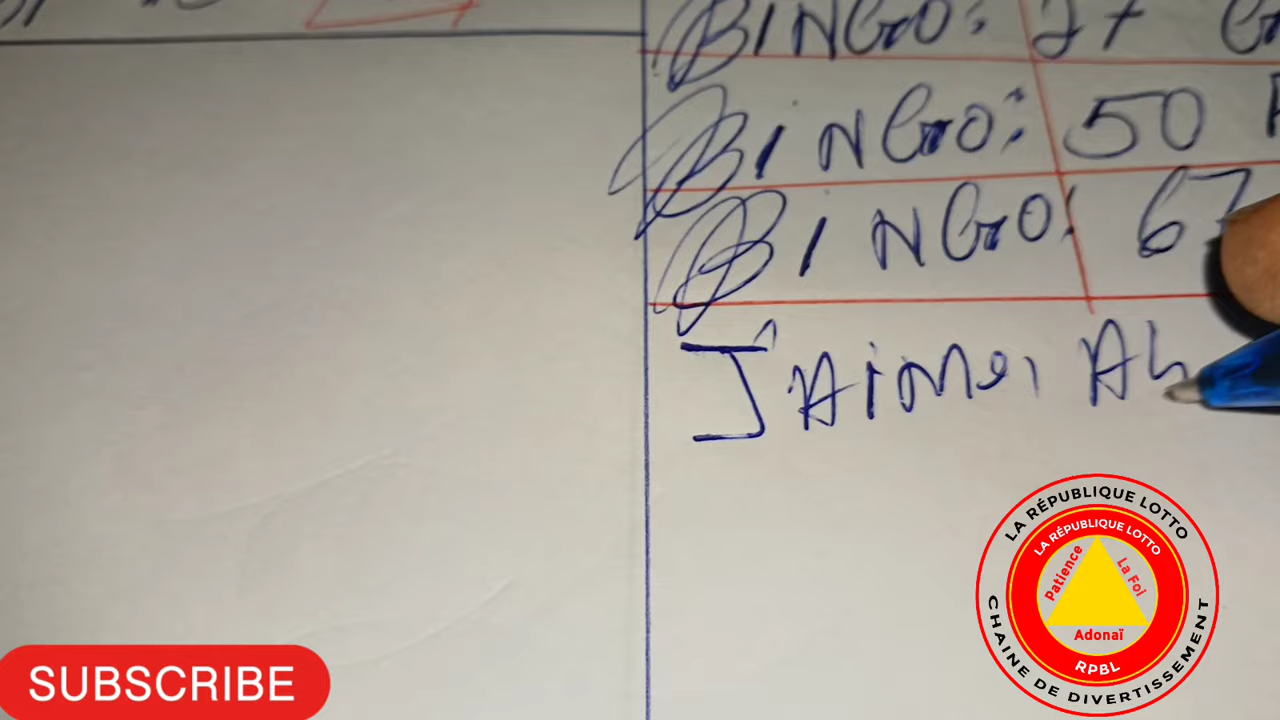 BINGO: 27
BINGO: 50
BINGO: 67
J'AiMe,
LA RÉPUBLIQUE LOTTO
LA RÉPUBLIQUE LOTTO
Patience
La Foi
Adonaï
RPBL
CHAINE DE DIVERTISSEMENT
SUBSCRIBE